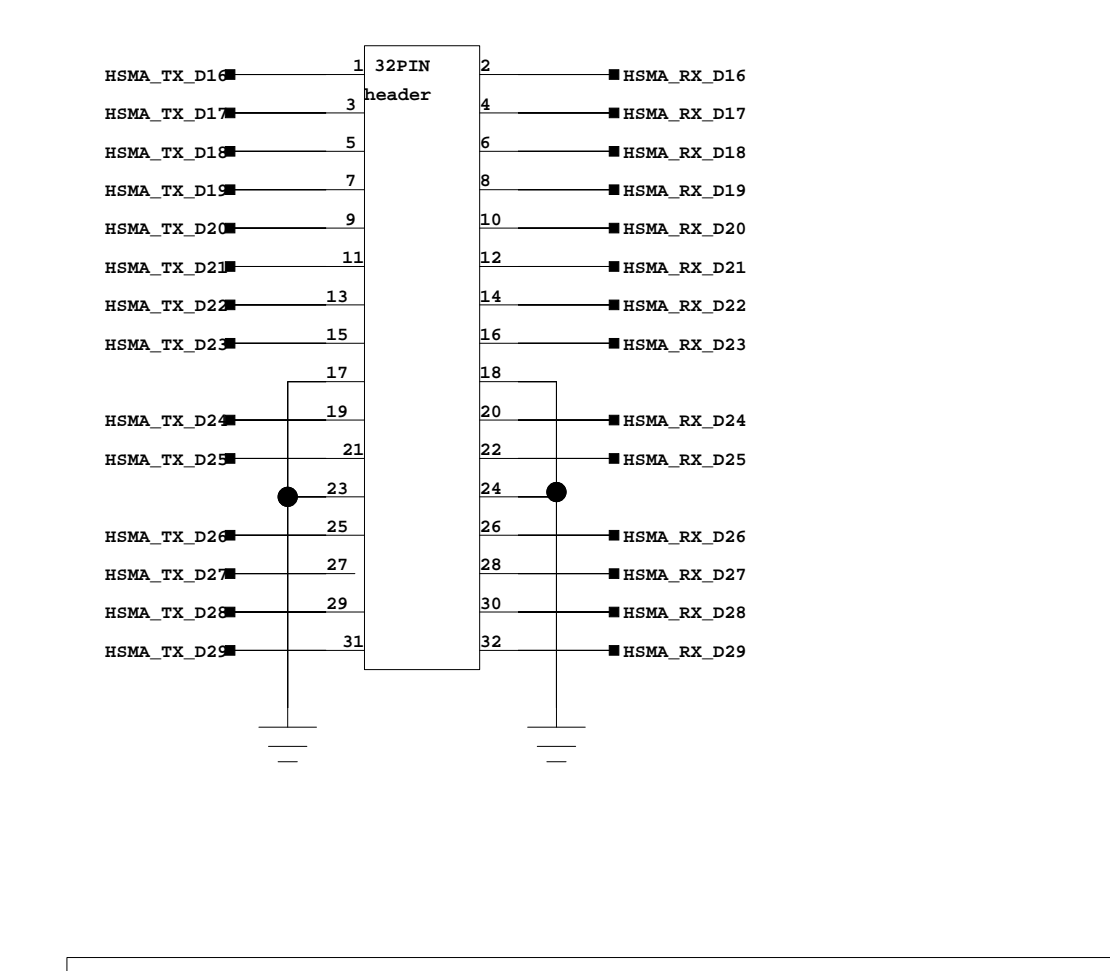 HSMA_TX_D16 1 32PIN 2 HSMA_RX_D16
header
HSMA_TX_D17 3 4 HSMA_RX_D17
HSMA_TX_D18 5 6 HSMA_RX_D18
HSMA_TX_D19 7 8 HSMA_RX_D19
HSMA_TX_D20 9 10 HSMA_RX_D20
HSMA_TX_D21 11 12 HSMA_RX_D21
HSMA_TX_D22 13 14 HSMA_RX_D22
HSMA_TX_D23 15 16 HSMA_RX_D23
17 18
HSMA_TX_D24 19 20 HSMA_RX_D24
HSMA_TX_D25 21 22 HSMA_RX_D25
23 24
HSMA_TX_D26 25 26 HSMA_RX_D26
HSMA_TX_D27 27 28 HSMA_RX_D27
HSMA_TX_D28 29 30 HSMA_RX_D28
HSMA_TX_D29 31 32 HSMA_RX_D29